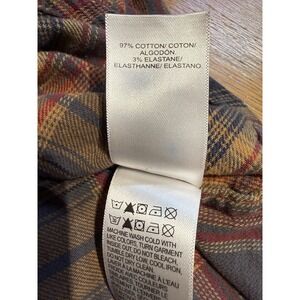 97% COTTON/ COTON/
ALGODÓN.
3% ELASTANE/
ELASTHANNE/ ELASTANO.
MACHINE WASH COLD WITH
LIKE COLORS, TURN GARMENT
INSIDE OUT. DO NOT BLEACH.
TUMBLE DRY LOW, COOL IRON,
DO NOT DRY CLEAN.
LAVER À LA MACHINE À L'EAU